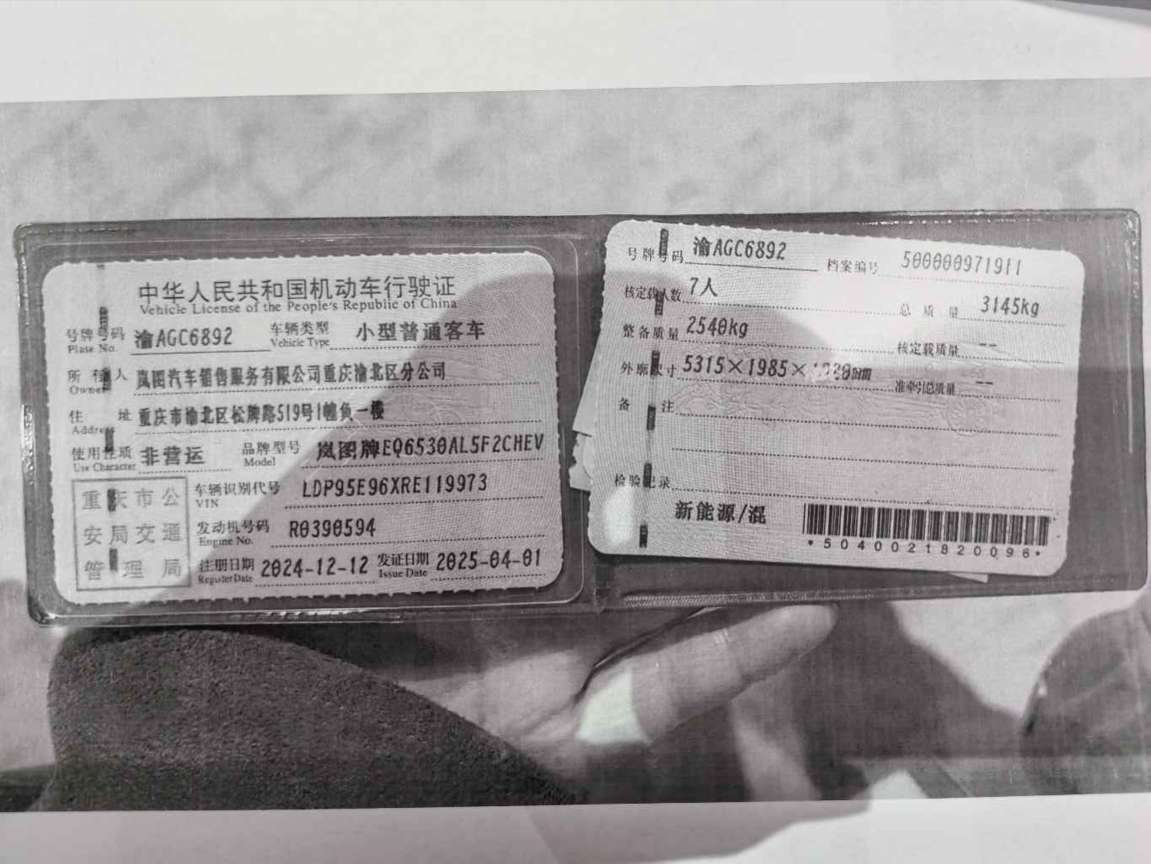 中华人民共和国机动车行驶证
Vehicle License of the People's Republic of China
号牌号码 渝AGC6892 车辆类型 小型普通客车
Plate No. Vehicle Type
所有人 岚图汽车销售服务有限公司重庆渝北区分公司
Owner
住 址 重庆市渝北区松牌路519号1幢负一楼
Address
使用性质 非营运 品牌型号 岚图牌EQ6530AL5F2CHEV
Use Character Model
重庆市公
安局交通
管理局
车辆识别代号 LDP95E96XRE119973
VIN
发动机号码 R0390594
Engine No.
注册日期 2024-12-12 发证日期 2025-04-01
Register Date Issue Date
号牌号码 渝AGC6892 档案编号 500000971911
核定载人数 7人 总质量 3145kg
整备质量 2540kg 核定载质量 --
外廓尺寸 5315×1985× 准牵引总质量 --
备 注
检验记录
新能源/混
*5040021820096*